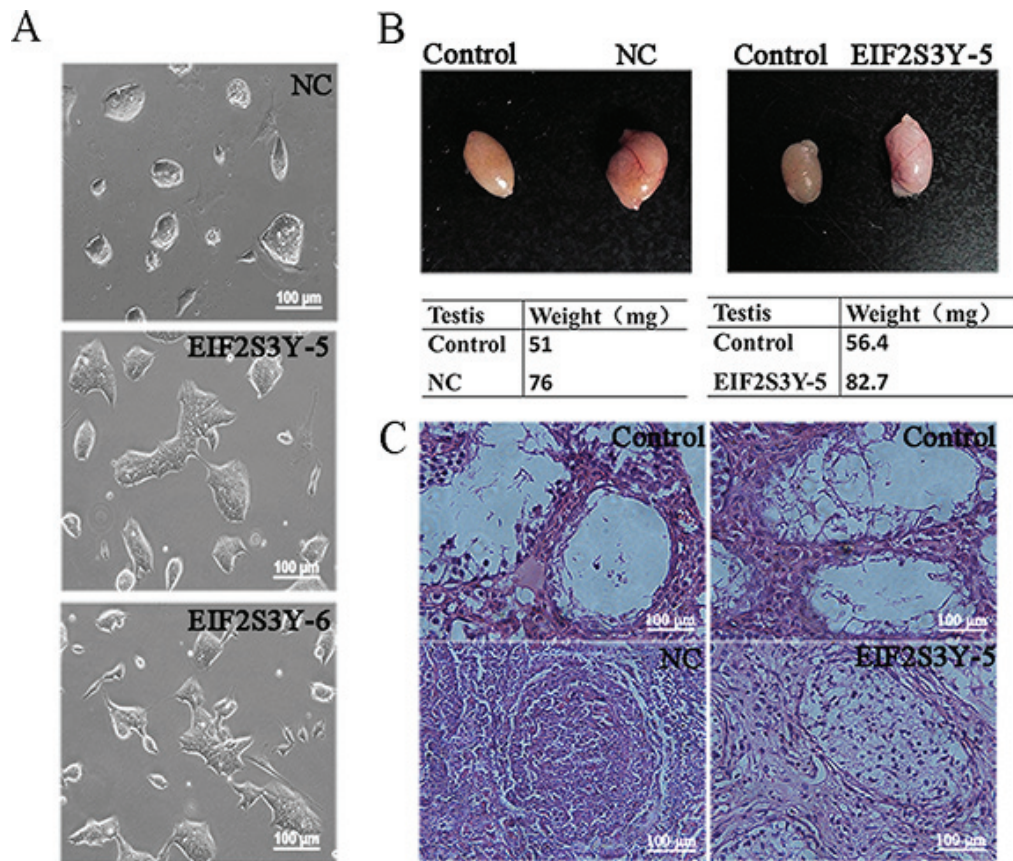 A
NC
100 μm
EIF2S3Y-5
100 μm
EIF2S3Y-6
100 μm
B
Control NC
Control EIF2S3Y-5
Testis Weight（mg）
Control 51
NC 76
Testis Weight（mg）
Control 56.4
EIF2S3Y-5 82.7
C
Control
100 μm
Control
100 μm
NC
100 μm
EIF2S3Y-5
100 μm